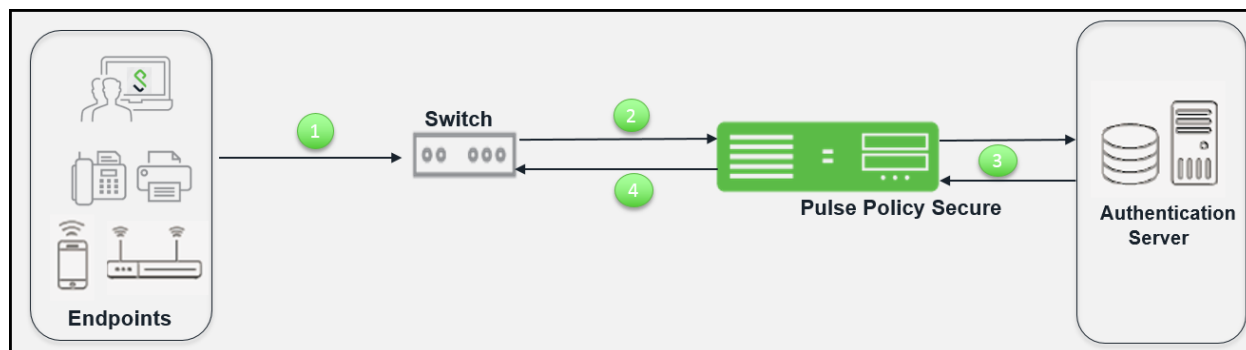 1
Switch
2
3
4
Pulse Policy Secure
Authentication
Server
Endpoints